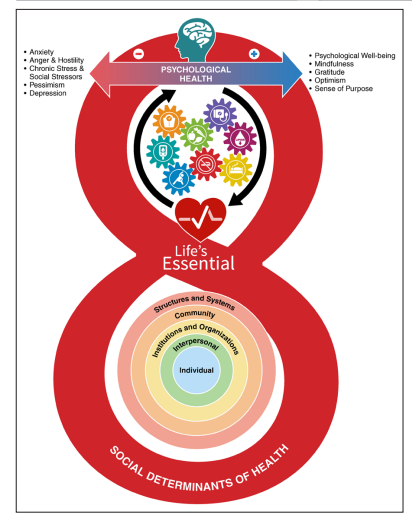 • Anxiety
• Anger & Hostility
• Chronic Stress &
Social Stressors
• Pessimism
• Depression
PSYCHOLOGICAL
HEALTH
• Psychological Well-being
• Mindfulness
• Gratitude
• Optimism
• Sense of Purpose
Life's
Essential
Structures and Systems
Community
Institutions and Organizations
Interpersonal
Individual
SOCIAL DETERMINANTS OF HEALTH